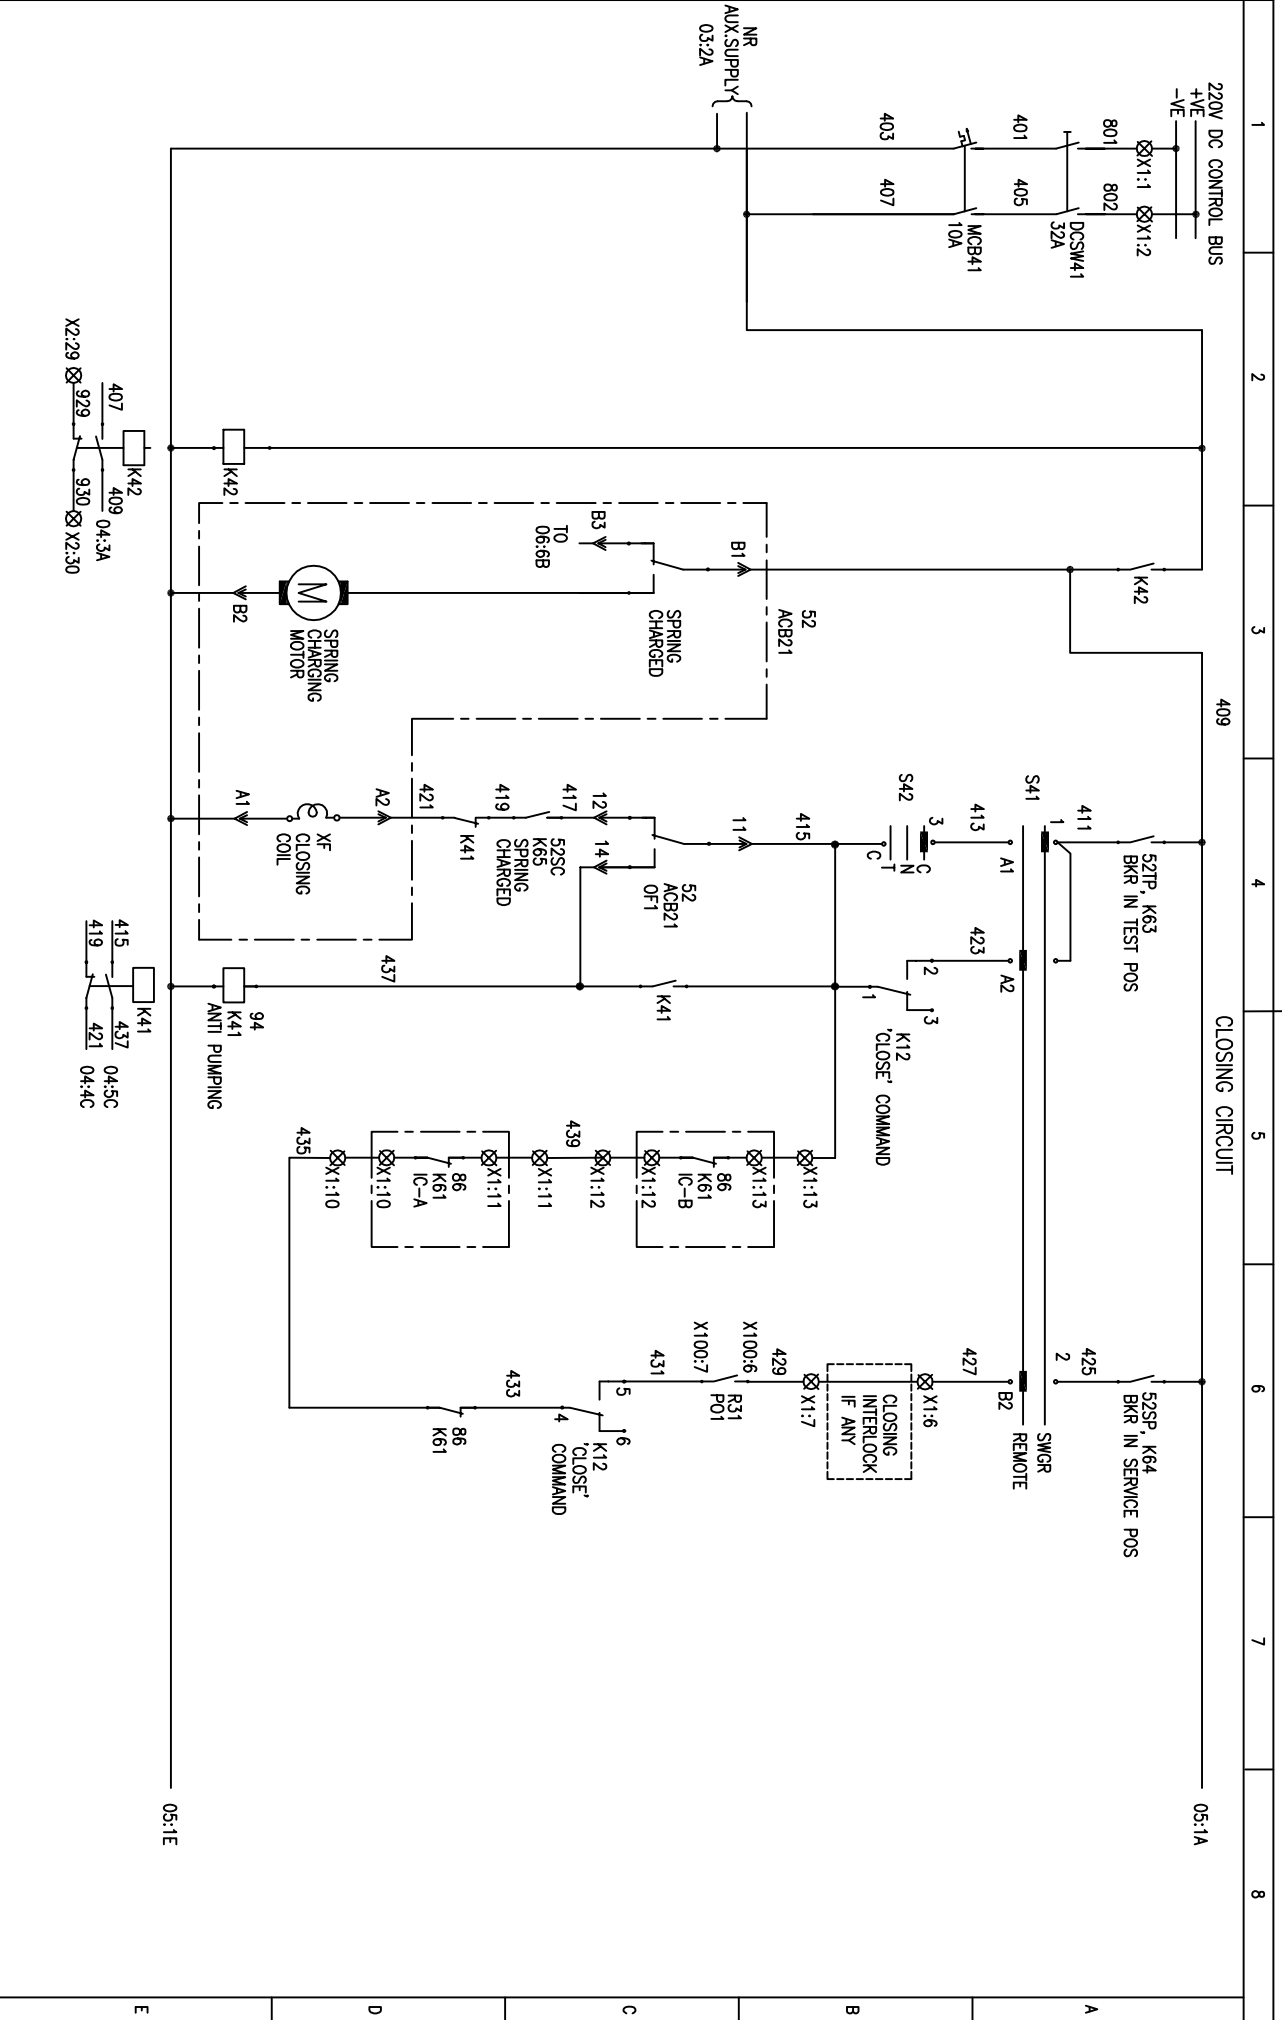 1
2
3
4
5
6
7
8
A
B
C
D
E
CLOSING CIRCUIT
220V DC CONTROL BUS
+VE
-VE
X1:1
X1:2
801
802
DCSW41
32A
401
405
MCB41
10A
403
407
NR
AUX.SUPPLY
03:2A
K42
K42
409
05:1A
05:1E
52
ACB21
B1
SPRING
CHARGED
B3
TO
06:6B
SPRING
CHARGING
MOTOR
M
B2
52TP, K63
BKR IN TEST POS
411
S41
1
A1
A2
413
423
S42
3
C
N
T
C
415
11
52
ACB21
OF1
12
14
417
52SC
K65
SPRING
CHARGED
419
K41
421
A2
XF
CLOSING
COIL
A1
2
3
1
K12
'CLOSE' COMMAND
K41
437
94
K41
ANTI PUMPING
X1:13
X1:13
86
K61
IC-B
X1:12
X1:12
439
X1:11
X1:11
86
K61
IC-A
X1:10
X1:10
435
52SP, K64
BKR IN SERVICE POS
425
2
SWGR
REMOTE
B2
427
X1:6
CLOSING
INTERLOCK
IF ANY
X1:7
429
X100:6
R31
PO1
X100:7
431
5
6
4
K12
'CLOSE'
COMMAND
433
86
K61
K42
407
409
04:3A
X2:29
929
930
X2:30
K41
415
437
04:5C
419
421
04:4C